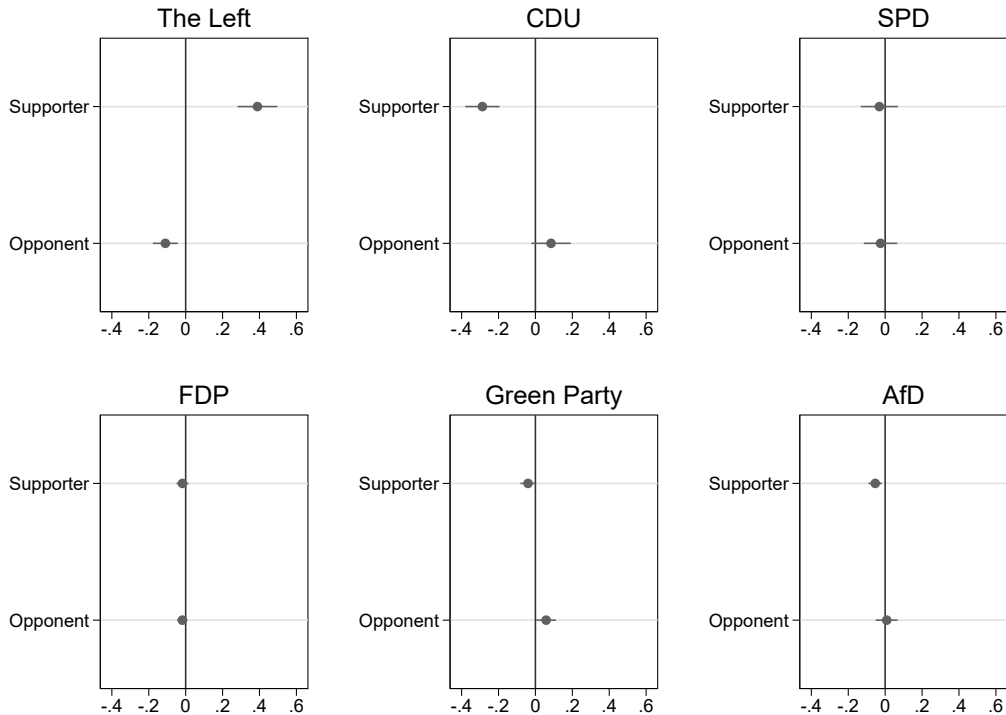 The Left
Supporter
Opponent
-.4 -.2 0 .2 .4 .6
CDU
Supporter
Opponent
-.4 -.2 0 .2 .4 .6
SPD
Supporter
Opponent
-.4 -.2 0 .2 .4 .6
FDP
Supporter
Opponent
-.4 -.2 0 .2 .4 .6
Green Party
Supporter
Opponent
-.4 -.2 0 .2 .4 .6
AfD
Supporter
Opponent
-.4 -.2 0 .2 .4 .6